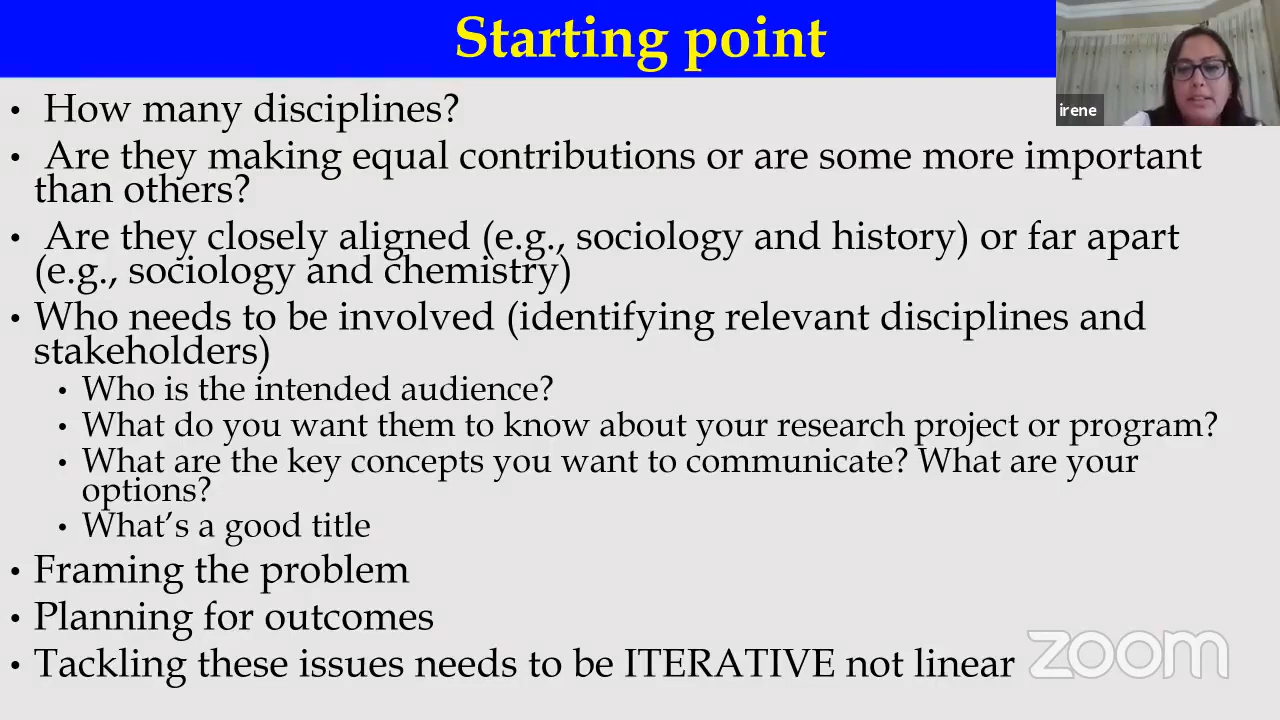 Starting point
irene
• How many disciplines?
• Are they making equal contributions or are some more important
than others?
• Are they closely aligned (e.g., sociology and history) or far apart
(e.g., sociology and chemistry)
• Who needs to be involved (identifying relevant disciplines and
stakeholders)
• Who is the intended audience?
• What do you want them to know about your research project or program?
• What are the key concepts you want to communicate? What are your
options?
• What’s a good title
• Framing the problem
• Planning for outcomes
• Tackling these issues needs to be ITERATIVE not linear
zoom